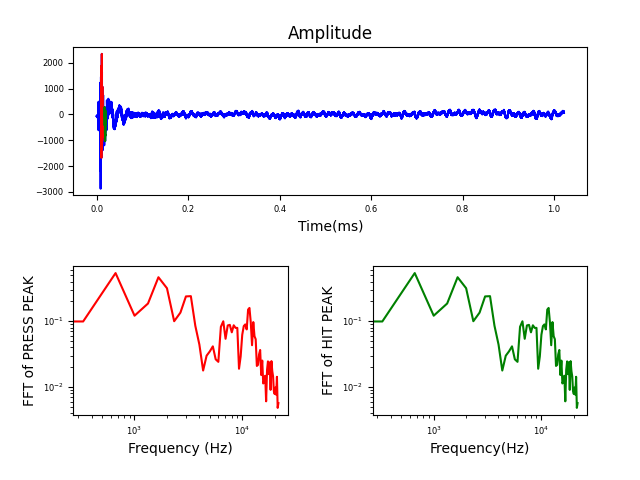 Amplitude
2000
1000
0
−1000
−2000
−3000
0.0 0.2 0.4 0.6 0.8 1.0
Time(ms)
FFT of PRESS PEAK
10⁻¹
10⁻²
10³ 10⁴
Frequency (Hz)
FFT of HIT PEAK
10⁻¹
10⁻²
10³ 10⁴
Frequency(Hz)